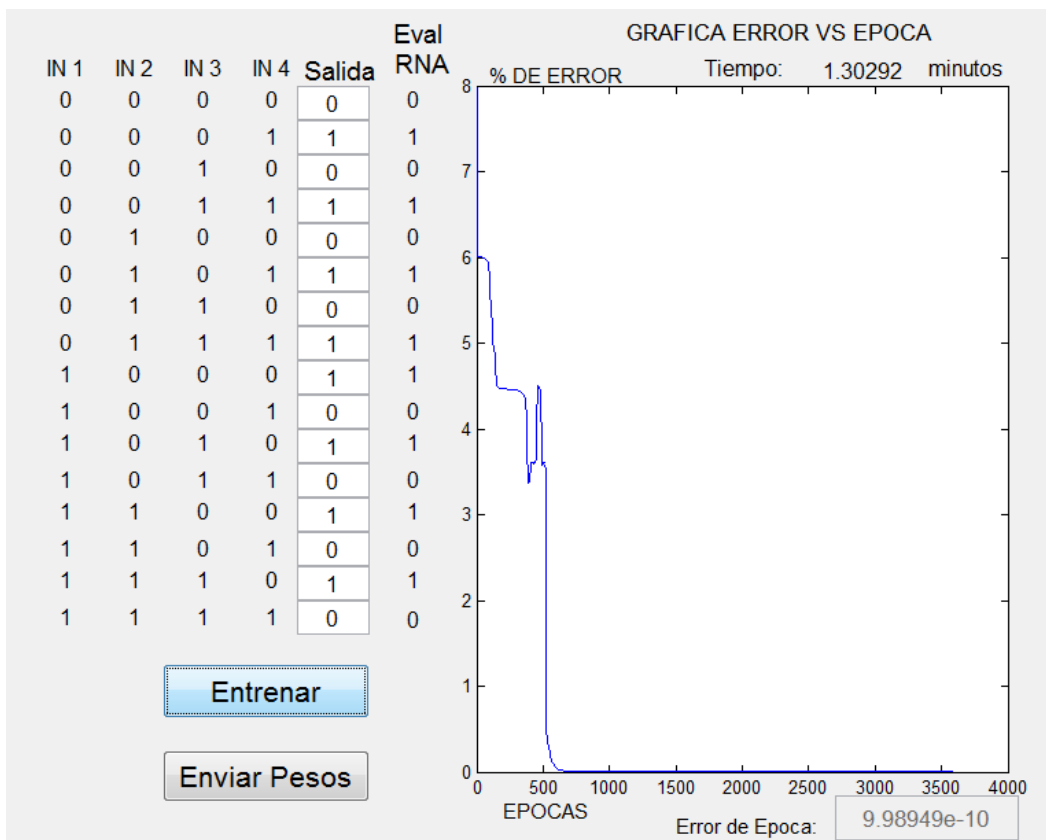 Eval GRAFICA ERROR VS EPOCA
IN 1 IN 2 IN 3 IN 4 Salida RNA % DE ERROR Tiempo: 1.30292 minutos
0 0 0 0 0 0
0 0 0 1 1 1
0 0 1 0 0 0
0 0 1 1 1 1
0 1 0 0 0 0
0 1 0 1 1 1
0 1 1 0 0 0
0 1 1 1 1 1
1 0 0 0 1 1
1 0 0 1 0 0
1 0 1 0 1 1
1 0 1 1 0 0
1 1 0 0 1 1
1 1 0 1 0 0
1 1 1 0 1 1
1 1 1 1 0 0
Entrenar
Enviar Pesos
8
7
6
5
4
3
2
1
0
0 500 1000 1500 2000 2500 3000 3500 4000
EPOCAS
Error de Epoca: 9.98949e-10